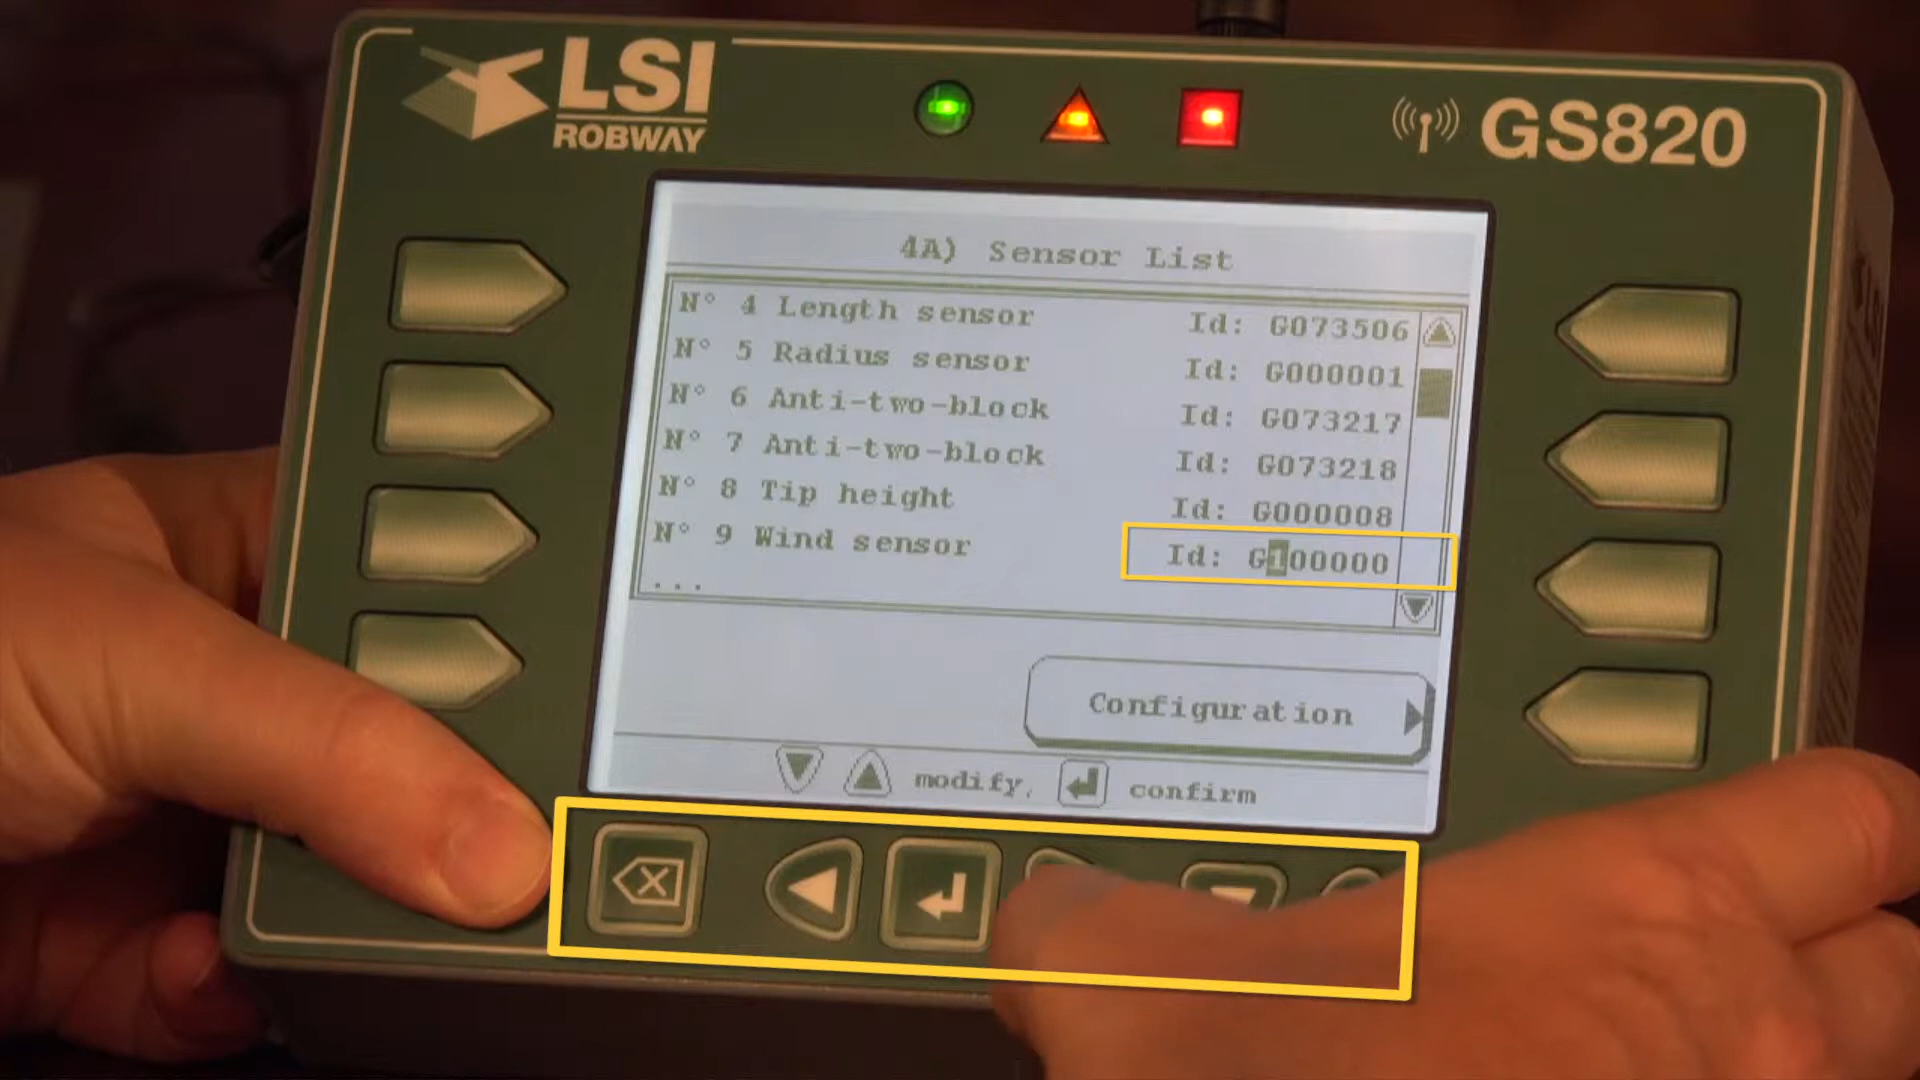 LSI
ROBWAY
GS820
4A) Sensor List
N° 4 Length sensor Id: G073506
N° 5 Radius sensor Id: G000001
N° 6 Anti-two-block Id: G073217
N° 7 Anti-two-block Id: G073218
N° 8 Tip height Id: G000008
N° 9 Wind sensor Id: G100000
...
Configuration
modify, confirm